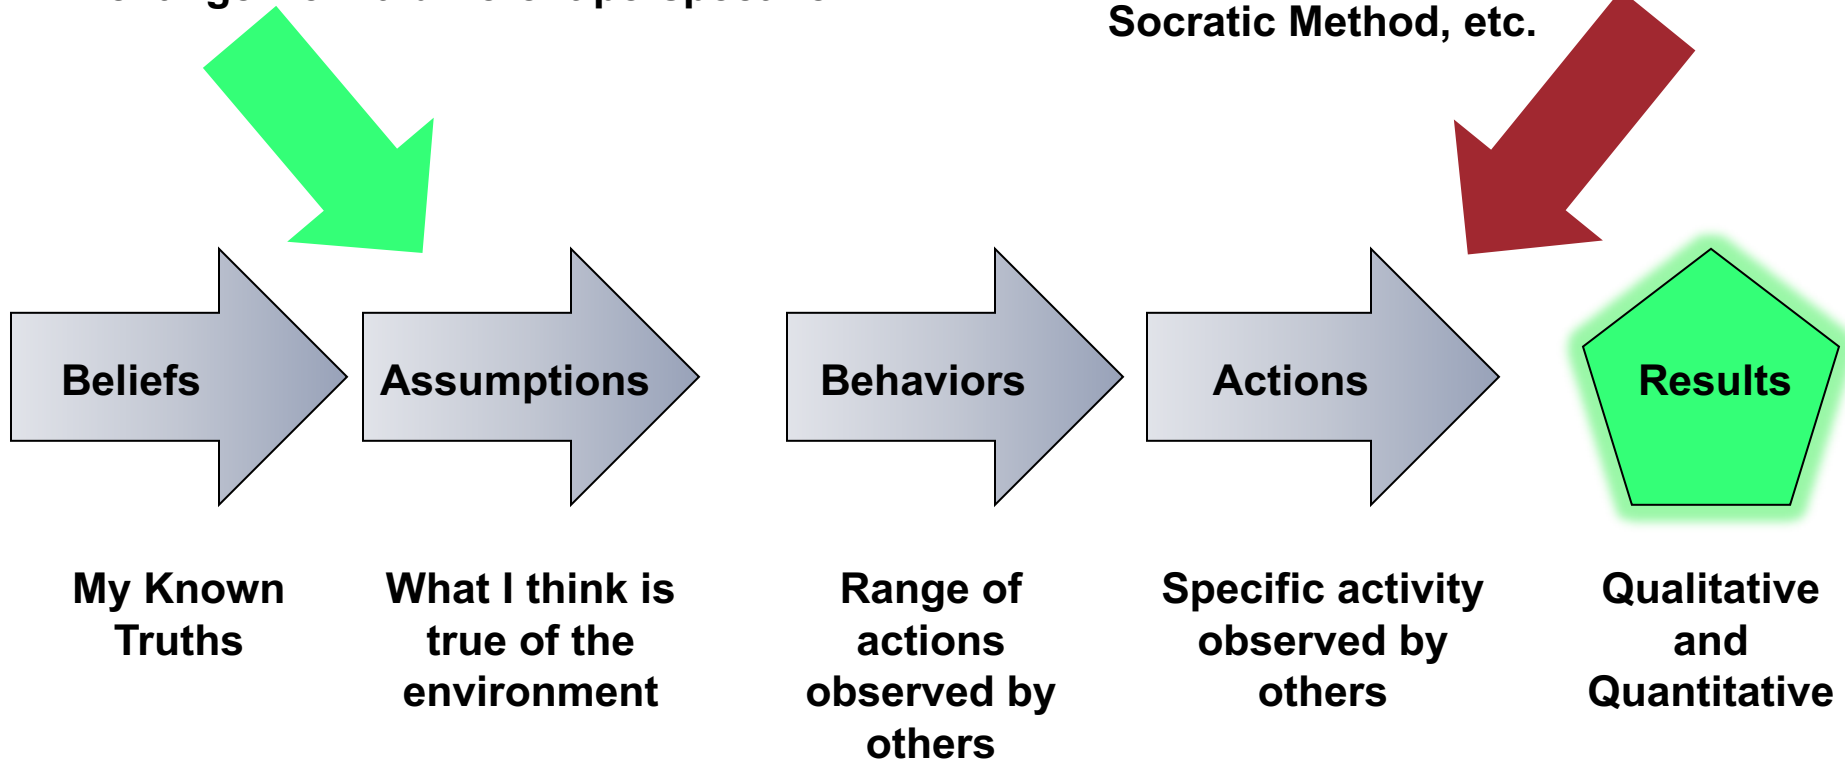 Socratic Method, etc.
Beliefs
Assumptions
Behaviors
Actions
Results
My Known
Truths
What I think is
true of the
environment
Range of
actions
observed by
others
Specific activity
observed by
others
Qualitative
and
Quantitative